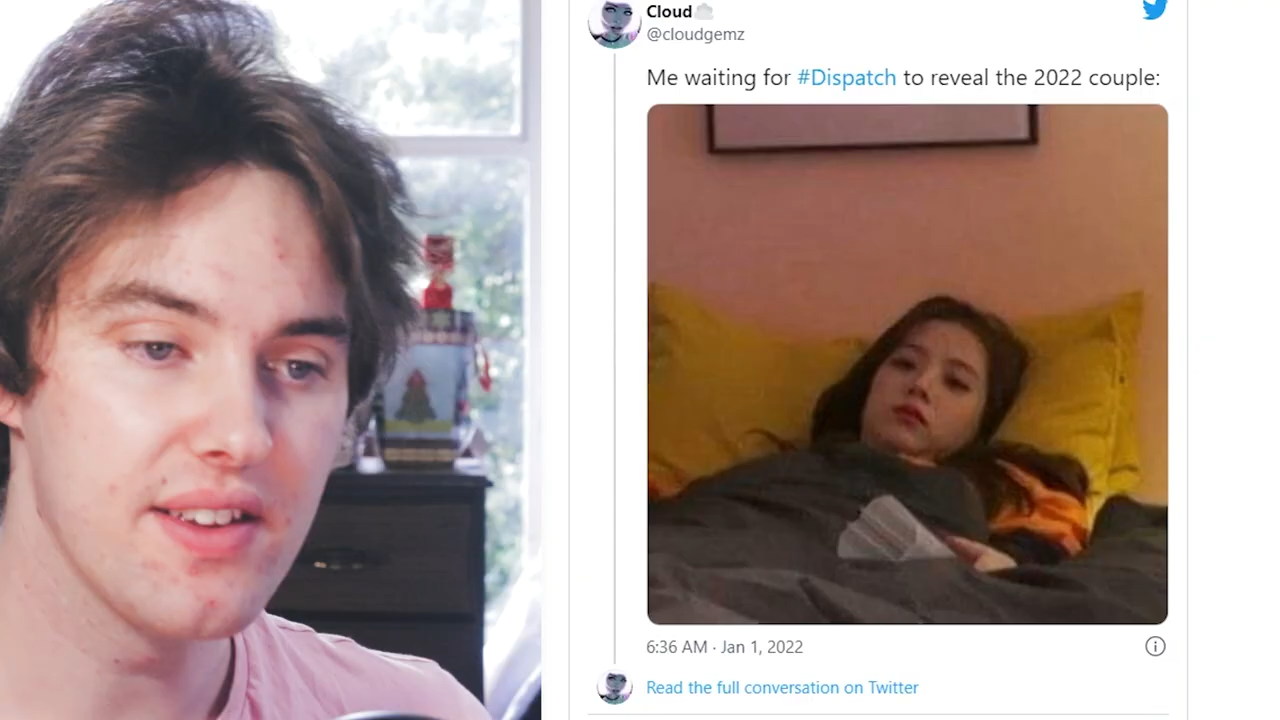 Cloud
@cloudgemz
Me waiting for #Dispatch to reveal the 2022 couple:
6:36 AM · Jan 1, 2022
Read the full conversation on Twitter